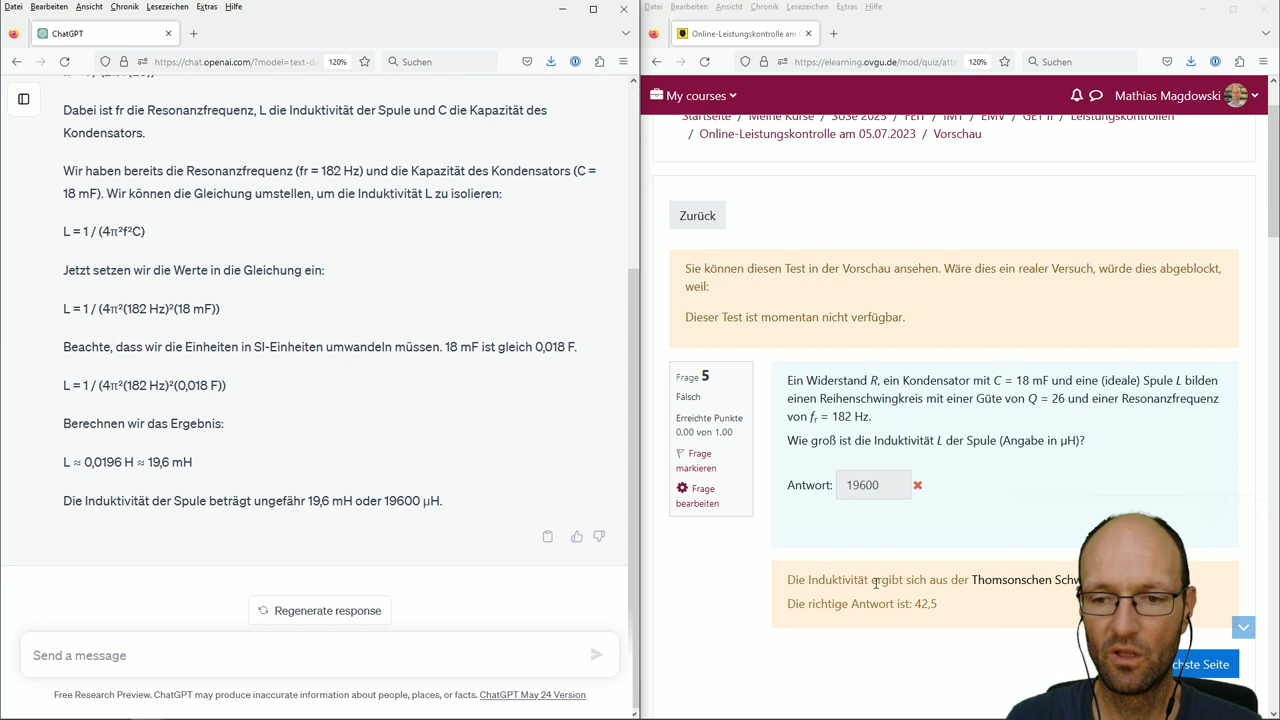 Datei Bearbeiten Ansicht Chronik Lesezeichen Extras Hilfe
ChatGPT
https://chat.openai.com/?model=text-da
120%
Suchen
Dabei ist fr die Resonanzfrequenz, L die Induktivität der Spule und C die Kapazität des
Kondensators.
Wir haben bereits die Resonanzfrequenz (fr = 182 Hz) und die Kapazität des Kondensators (C =
18 mF). Wir können die Gleichung umstellen, um die Induktivität L zu isolieren:
L = 1 / (4π²f²C)
Jetzt setzen wir die Werte in die Gleichung ein:
L = 1 / (4π²(182 Hz)²(18 mF))
Beachte, dass wir die Einheiten in SI-Einheiten umwandeln müssen. 18 mF ist gleich 0,018 F.
L = 1 / (4π²(182 Hz)²(0,018 F))
Berechnen wir das Ergebnis:
L ≈ 0,0196 H ≈ 19,6 mH
Die Induktivität der Spule beträgt ungefähr 19,6 mH oder 19600 μH.
Regenerate response
Send a message
Free Research Preview. ChatGPT may produce inaccurate information about people, places, or facts. ChatGPT May 24 Version
Datei Bearbeiten Ansicht Chronik Lesezeichen Extras Hilfe
Online-Leistungskontrolle am 0
https://elearning.ovgu.de/mod/quiz/atte
120%
Suchen
My courses
Mathias Magdowski
Startseite / Meine Kurse / SoSe 2023 / FEIT / IMT / EMV / GET II / Leistungskontrollen
/ Online-Leistungskontrolle am 05.07.2023 / Vorschau
Zurück
Sie können diesen Test in der Vorschau ansehen. Wäre dies ein realer Versuch, würde dies abgeblockt,
weil:
Dieser Test ist momentan nicht verfügbar.
Frage 5
Falsch
Erreichte Punkte
0,00 von 1,00
Frage
markieren
Frage
bearbeiten
Ein Widerstand R, ein Kondensator mit C = 18 mF und eine (ideale) Spule L bilden
einen Reihenschwingkreis mit einer Güte von Q = 26 und einer Resonanzfrequenz
von fr = 182 Hz.
Wie groß ist die Induktivität L der Spule (Angabe in μH)?
Antwort: 19600
Die Induktivität ergibt sich aus der Thomsonschen Schw
Die richtige Antwort ist: 42,5
chste Seite